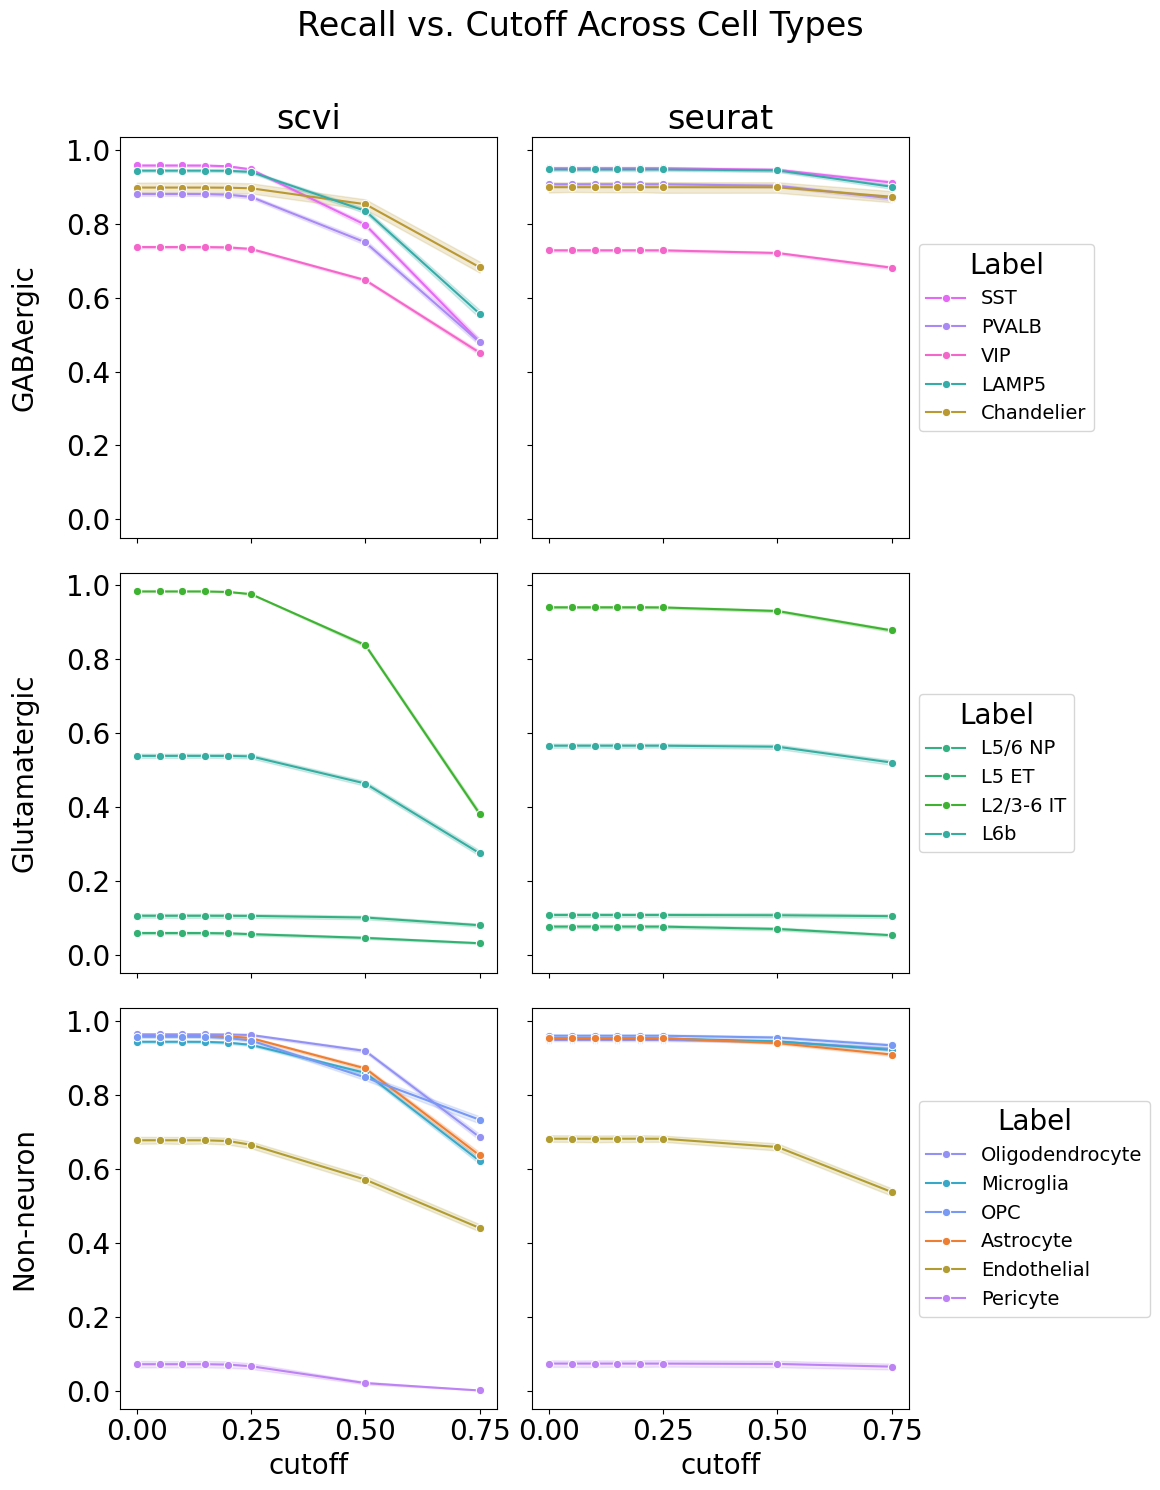 Recall vs. Cutoff Across Cell Types
scvi
seurat
GABAergic
1.0
0.8
0.6
0.4
0.2
0.0
Label
SST
PVALB
VIP
LAMP5
Chandelier
Glutamatergic
1.0
0.8
0.6
0.4
0.2
0.0
Label
L5/6 NP
L5 ET
L2/3-6 IT
L6b
Non-neuron
1.0
0.8
0.6
0.4
0.2
0.0
Label
Oligodendrocyte
Microglia
OPC
Astrocyte
Endothelial
Pericyte
0.00 0.25 0.50 0.75
cutoff
0.00 0.25 0.50 0.75
cutoff